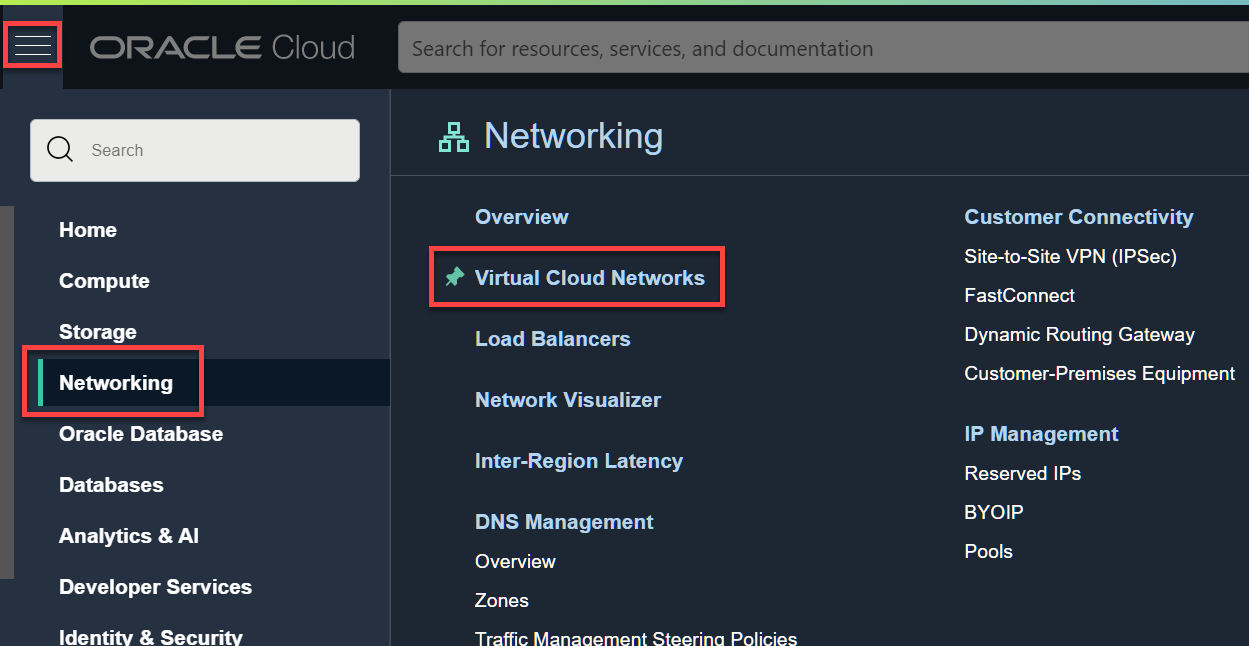 ORACLE Cloud
Search for resources, services, and documentation
Search
Home
Compute
Storage
Networking
Oracle Database
Databases
Analytics & AI
Developer Services
Identity & Security
Networking
Overview
Virtual Cloud Networks
Load Balancers
Network Visualizer
Inter-Region Latency
DNS Management
Overview
Zones
Traffic Management Steering Policies
Customer Connectivity
Site-to-Site VPN (IPSec)
FastConnect
Dynamic Routing Gateway
Customer-Premises Equipment
IP Management
Reserved IPs
BYOIP
Pools